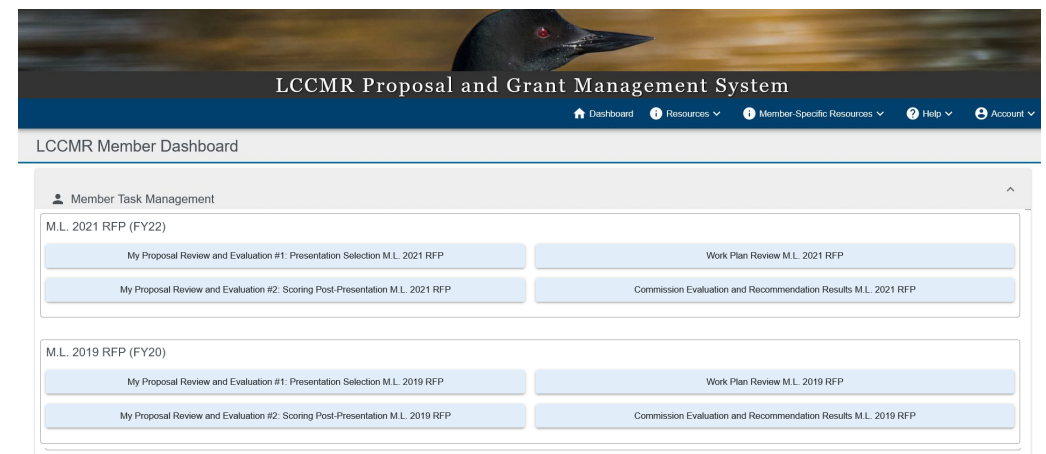 LCCMR Proposal and Grant Management System
Dashboard Resources Member-Specific Resources Help Account
LCCMR Member Dashboard
Member Task Management
M.L. 2021 RFP (FY22)
My Proposal Review and Evaluation #1: Presentation Selection M.L. 2021 RFP
Work Plan Review M.L. 2021 RFP
My Proposal Review and Evaluation #2: Scoring Post-Presentation M.L. 2021 RFP
Commission Evaluation and Recommendation Results M.L. 2021 RFP
M.L. 2019 RFP (FY20)
My Proposal Review and Evaluation #1: Presentation Selection M.L. 2019 RFP
Work Plan Review M.L. 2019 RFP
My Proposal Review and Evaluation #2: Scoring Post-Presentation M.L. 2019 RFP
Commission Evaluation and Recommendation Results M.L. 2019 RFP